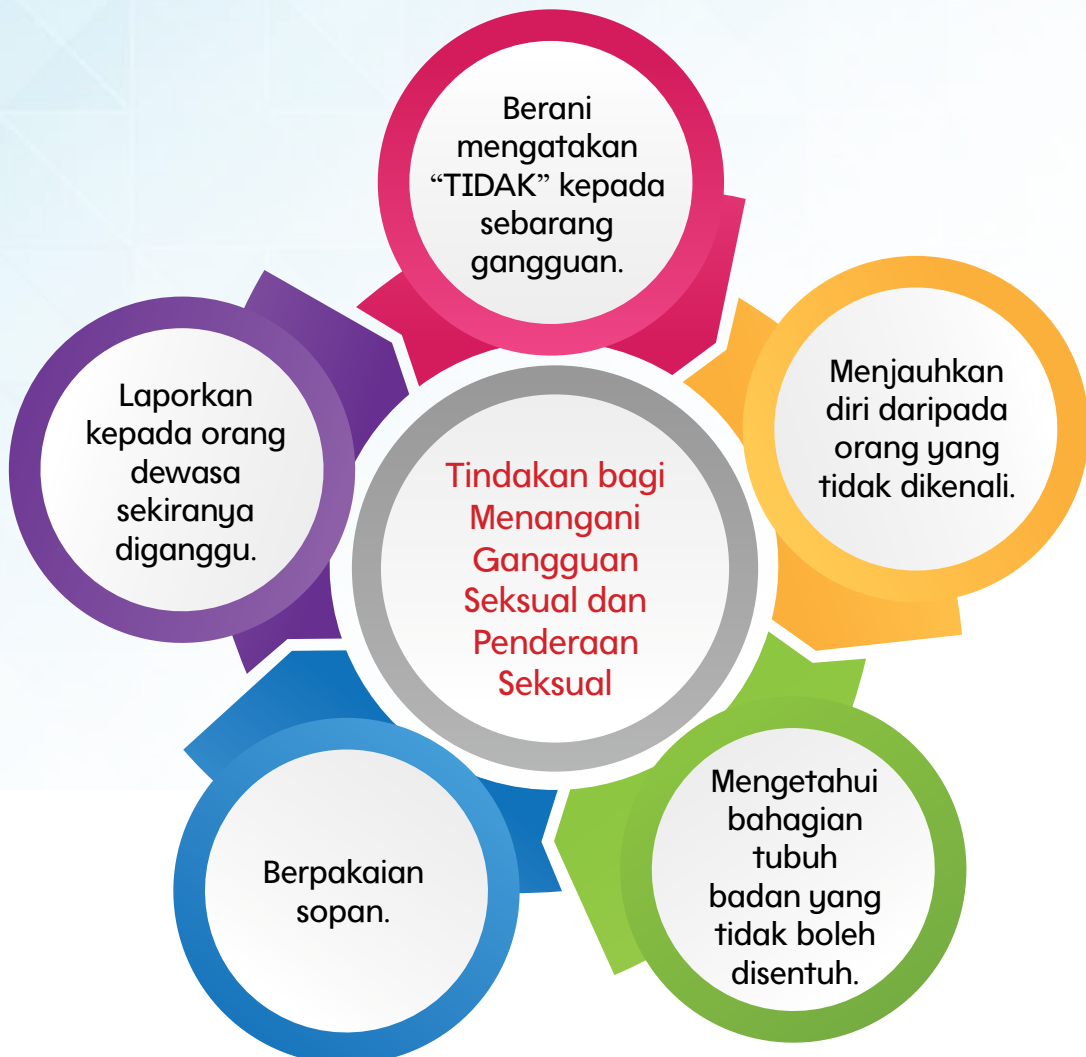 Berani
mengatakan
“TIDAK” kepada
sebarang
gangguan.
Menjauhkan
diri daripada
orang yang
tidak dikenali.
Mengetahui
bahagian
tubuh
badan yang
tidak boleh
disentuh.
Berpakaian
sopan.
Laporkan
kepada orang
dewasa
sekiranya
diganggu.
Tindakan bagi
Menangani
Gangguan
Seksual dan
Penderaan
Seksual